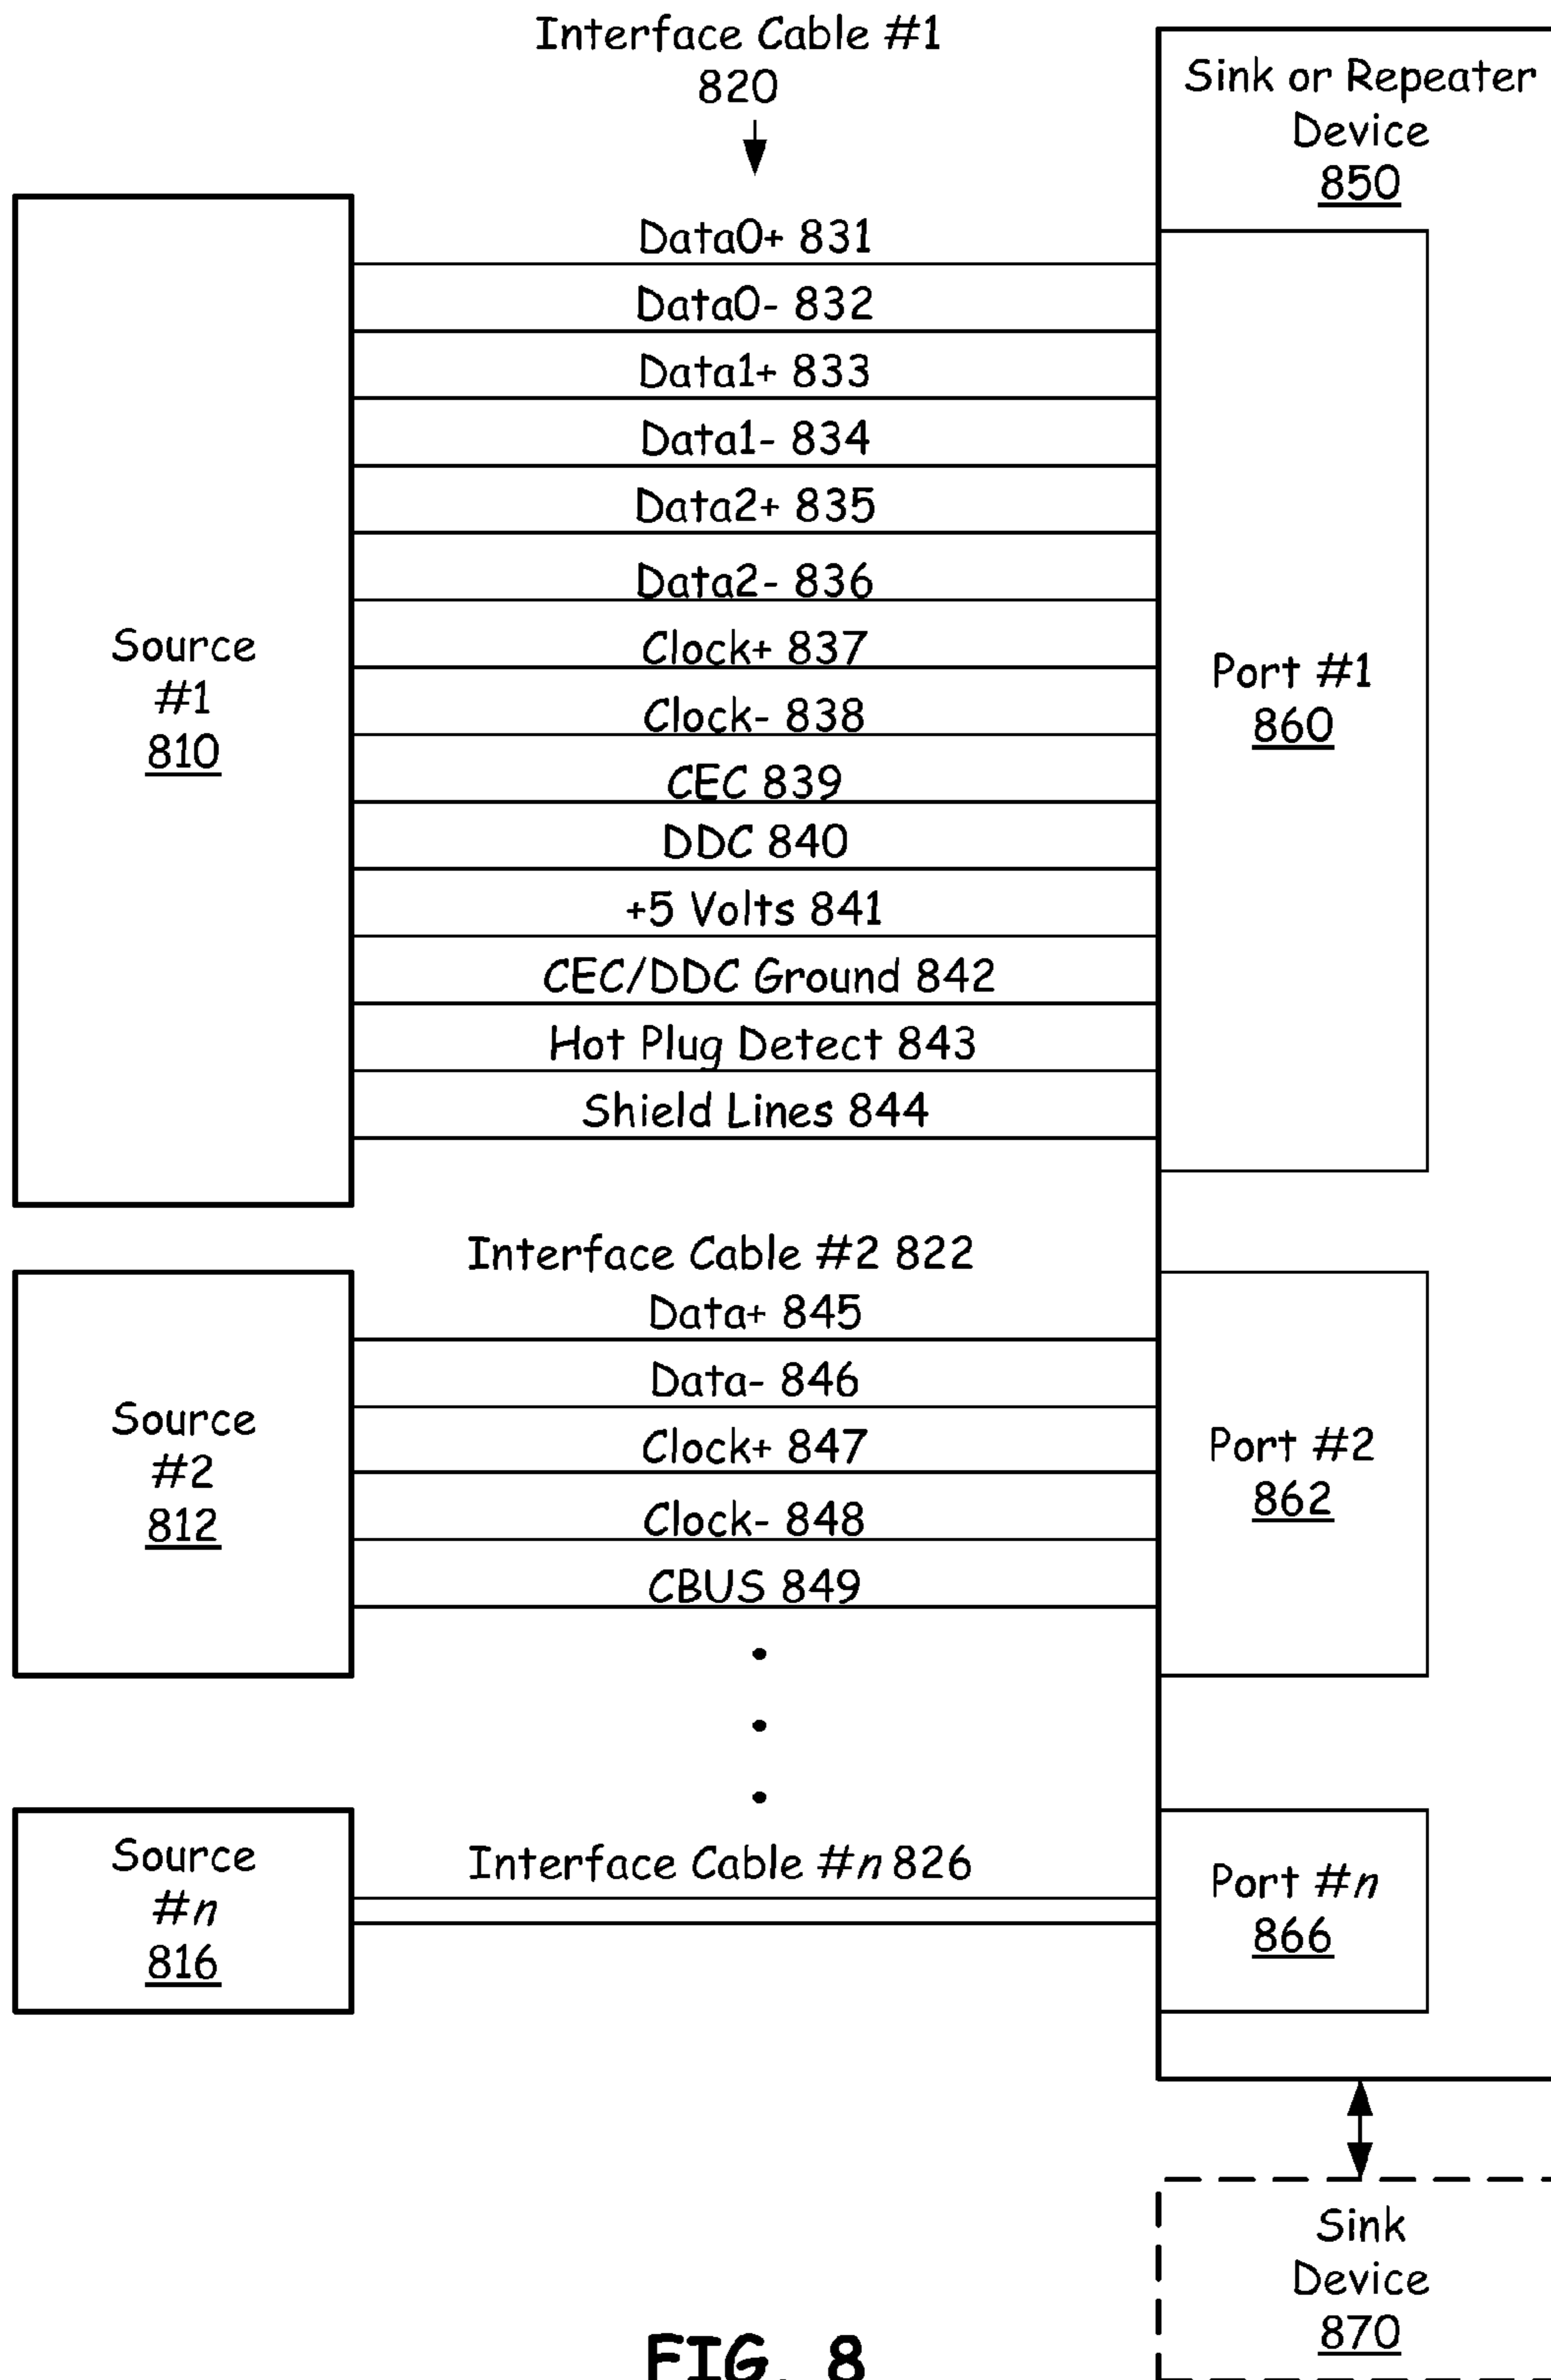 Interface Cable #1
820
Sink or Repeater
Device
850
Data0+ 831
Data0- 832
Data1+ 833
Data1- 834
Data2+ 835
Data2- 836
Clock+ 837
Clock- 838
CEC 839
DDC 840
+5 Volts 841
CEC/DDC Ground 842
Hot Plug Detect 843
Shield Lines 844
Source
#1
810
Port #1
860
Interface Cable #2 822
Data+ 845
Data- 846
Clock+ 847
Clock- 848
CBUS 849
Source
#2
812
Port #2
862
Source
#n
816
Interface Cable #n 826
Port #n
866
Sink
Device
870
FIG. 8